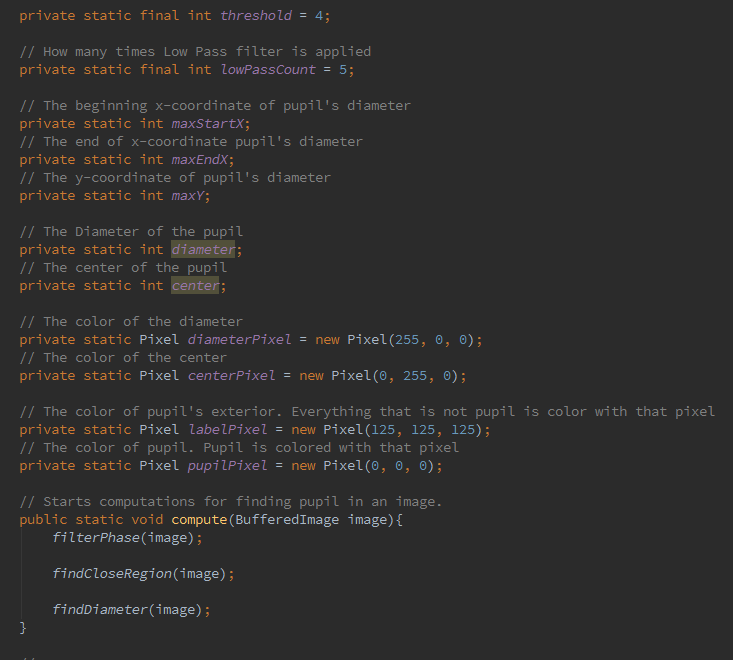 private static final int threshold = 4;
// How many times Low Pass filter is applied
private static final int lowPassCount = 5;
// The beginning x-coordinate of pupil's diameter
private static int maxStartX;
// The end of x-coordinate pupil's diameter
private static int maxEndX;
// The y-coordinate of pupil's diameter
private static int maxY;
// The Diameter of the pupil
private static int diameter;
// The center of the pupil
private static int center;
// The color of the diameter
private static Pixel diameterPixel = new Pixel(255, 0, 0);
// The color of the center
private static Pixel centerPixel = new Pixel(0, 255, 0);
// The color of pupil's exterior. Everything that is not pupil is color with that pixel
private static Pixel labelPixel = new Pixel(125, 125, 125);
// The color of pupil. Pupil is colored with that pixel
private static Pixel pupilPixel = new Pixel(0, 0, 0);
// Starts computations for finding pupil in an image.
public static void compute(BufferedImage image){
filterPhase(image);
findCloseRegion(image);
findDiameter(image);
}